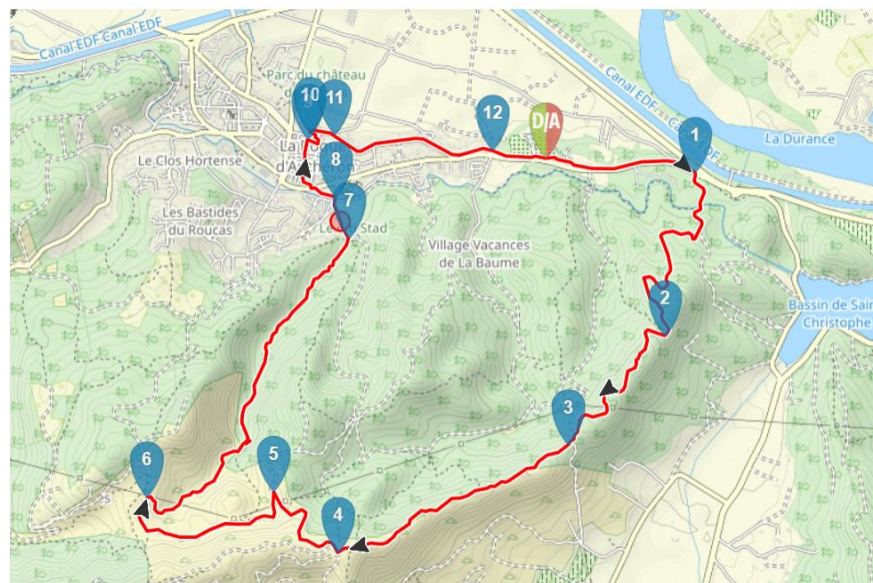 Canal EDF Canal EDF
Parc du château
10
11
12
D/A
1
Canal EDF
La Durance
Le Clos Hortense
8
d'A
7
Les Bastides
du Roucas
Stad
Village Vacances
de La Baume
2
Bassin de Sain
Christophe
3
6
5
4